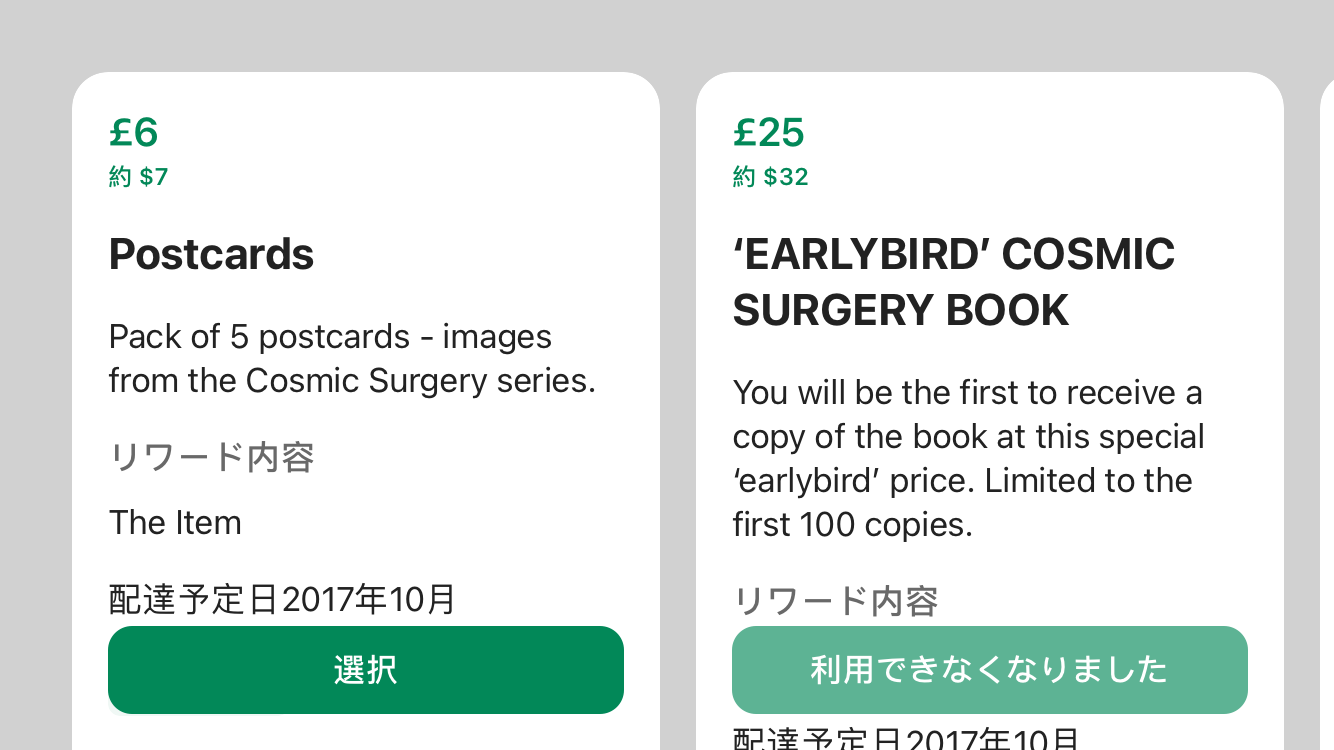 £6
約 $7
Postcards
Pack of 5 postcards - images
from the Cosmic Surgery series.
リワード内容
The Item
配達予定日2017年10月
選択
£25
約 $32
‘EARLYBIRD’ COSMIC
SURGERY BOOK
You will be the first to receive a
copy of the book at this special
‘earlybird’ price. Limited to the
first 100 copies.
リワード内容
利用できなくなりました
配達予定日2017年10月